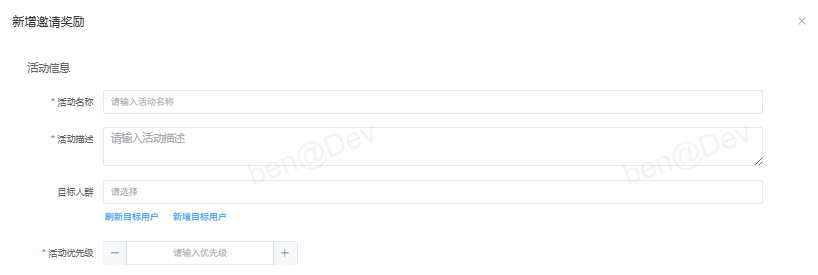 新增邀请奖励
活动信息
* 活动名称 请输入活动名称
* 活动描述 请输入活动描述
ben@Dev ben@Dev
目标人群 请选择
刷新目标用户 新增目标用户
* 活动优先级 请输入优先级